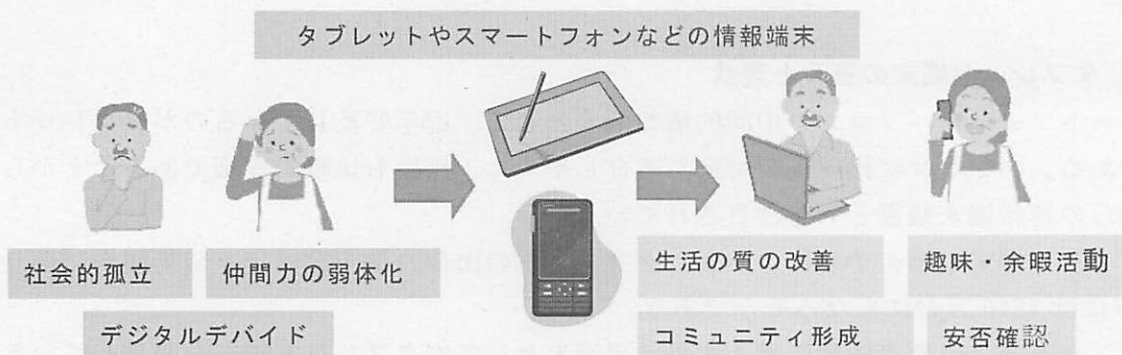 タブレットやスマートフォンなどの情報端末
社会的孤立
仲間力の弱体化
デジタルデバイド
生活の質の改善
趣味・余暇活動
コミュニティ形成
安否確認